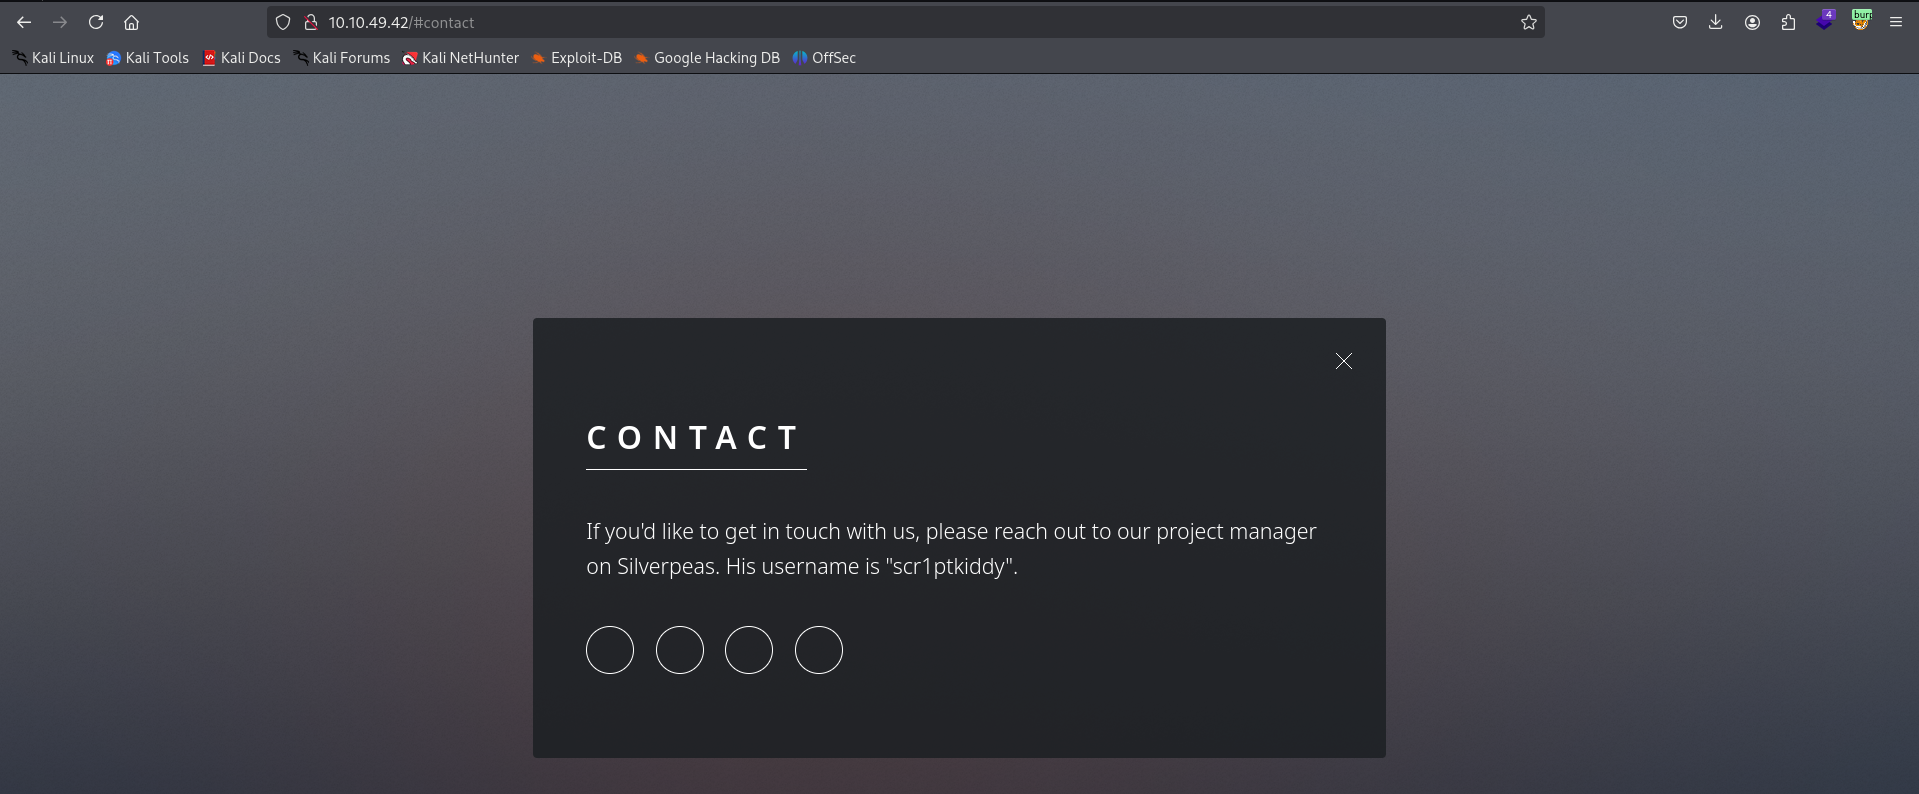 10.10.49.42/#contact
4
burp
Kali Linux Kali Tools Kali Docs Kali Forums Kali NetHunter Exploit-DB Google Hacking DB OffSec
CONTACT
If you'd like to get in touch with us, please reach out to our project manager
on Silverpeas. His username is "scr1ptkiddy".